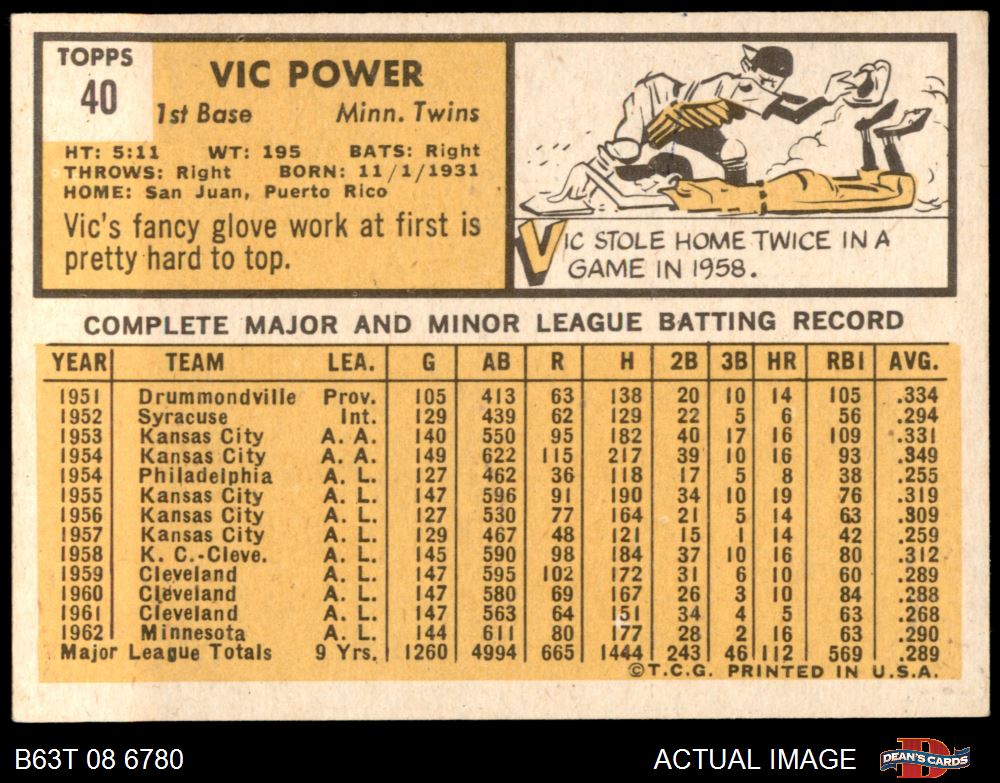 TOPPS
40
VIC POWER
1st Base Minn. Twins
HT: 5:11 WT: 195 BATS: Right
THROWS: Right BORN: 11/1/1931
HOME: San Juan, Puerto Rico
Vic's fancy glove work at first is
pretty hard to top.
VIC STOLE HOME TWICE IN A
GAME IN 1958.
COMPLETE MAJOR AND MINOR LEAGUE BATTING RECORD
YEAR TEAM LEA. G AB R H 2B 3B HR RBI AVG.
1951 Drummondville Prov. 105 413 63 138 20 10 14 105 .334
1952 Syracuse Int. 129 439 62 129 22 5 6 56 .294
1953 Kansas City A. A. 140 550 95 182 40 17 16 109 .331
1954 Kansas City A. A. 149 622 115 217 39 10 16 93 .349
1954 Philadelphia A. L. 127 462 36 118 17 5 8 38 .255
1955 Kansas City A. L. 147 596 91 190 34 10 19 76 .319
1956 Kansas City A. L. 127 530 77 164 21 5 14 63 .309
1957 Kansas City A. L. 129 467 48 121 15 1 14 42 .259
1958 K. C.-Cleve. A. L. 145 590 98 184 37 10 16 80 .312
1959 Cleveland A. L. 147 595 102 172 31 6 10 60 .289
1960 Cleveland A. L. 147 580 69 167 26 3 10 84 .288
1961 Cleveland A. L. 147 563 64 151 34 4 5 63 .268
1962 Minnesota A. L. 144 611 80 177 28 2 16 63 .290
Major League Totals 9 Yrs. 1260 4994 665 1444 243 46 112 569 .289
©T.C.G. PRINTED IN U.S.A.
B63T 08 6780 ACTUAL IMAGE DEAN'S CARDS